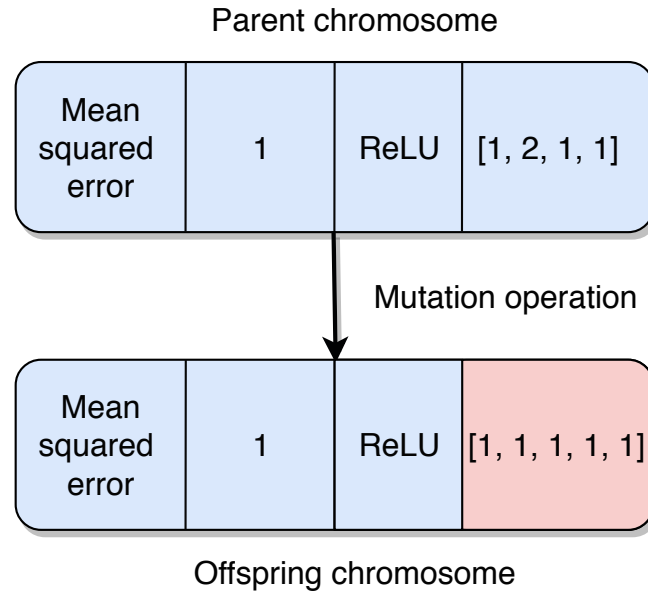 Parent chromosome
Mean
squared
error
1
ReLU
[1, 2, 1, 1]
Mutation operation
Mean
squared
error
1
ReLU
[1, 1, 1, 1, 1]
Offspring chromosome